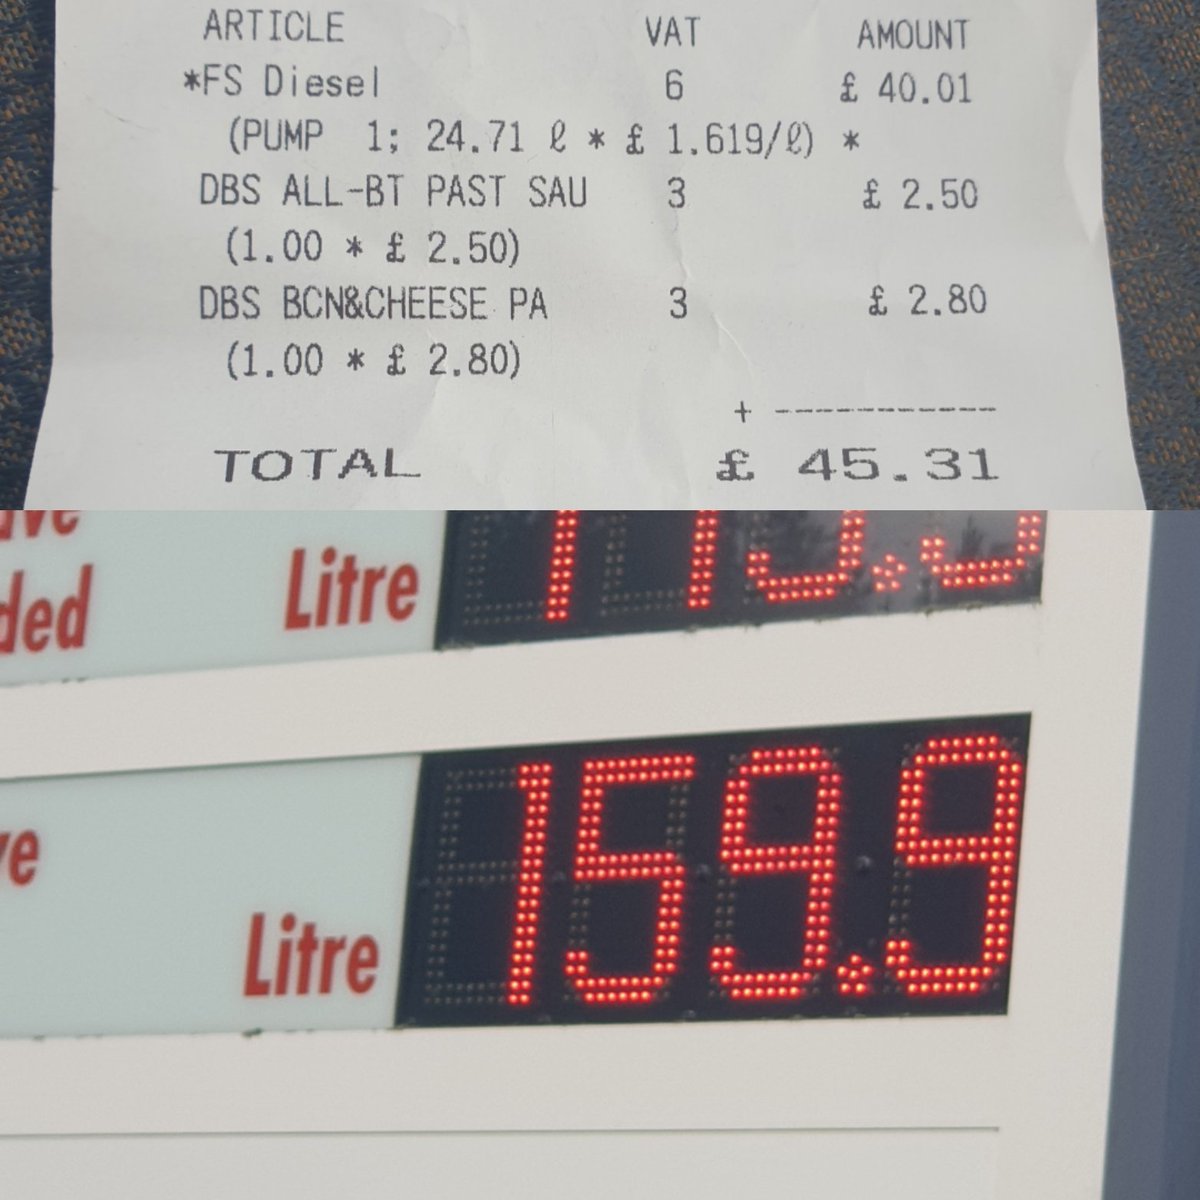 ARTICLE VAT AMOUNT
*FS Diesel 6 £ 40.01
(PUMP 1; 24.71 ℓ * £ 1.619/ℓ) *
DBS ALL-BT PAST SAU 3 £ 2.50
(1.00 * £ 2.50)
DBS BCN&CHEESE PA 3 £ 2.80
(1.00 * £ 2.80)
+ -----------
TOTAL £ 45.31
Litre
159.9
Litre